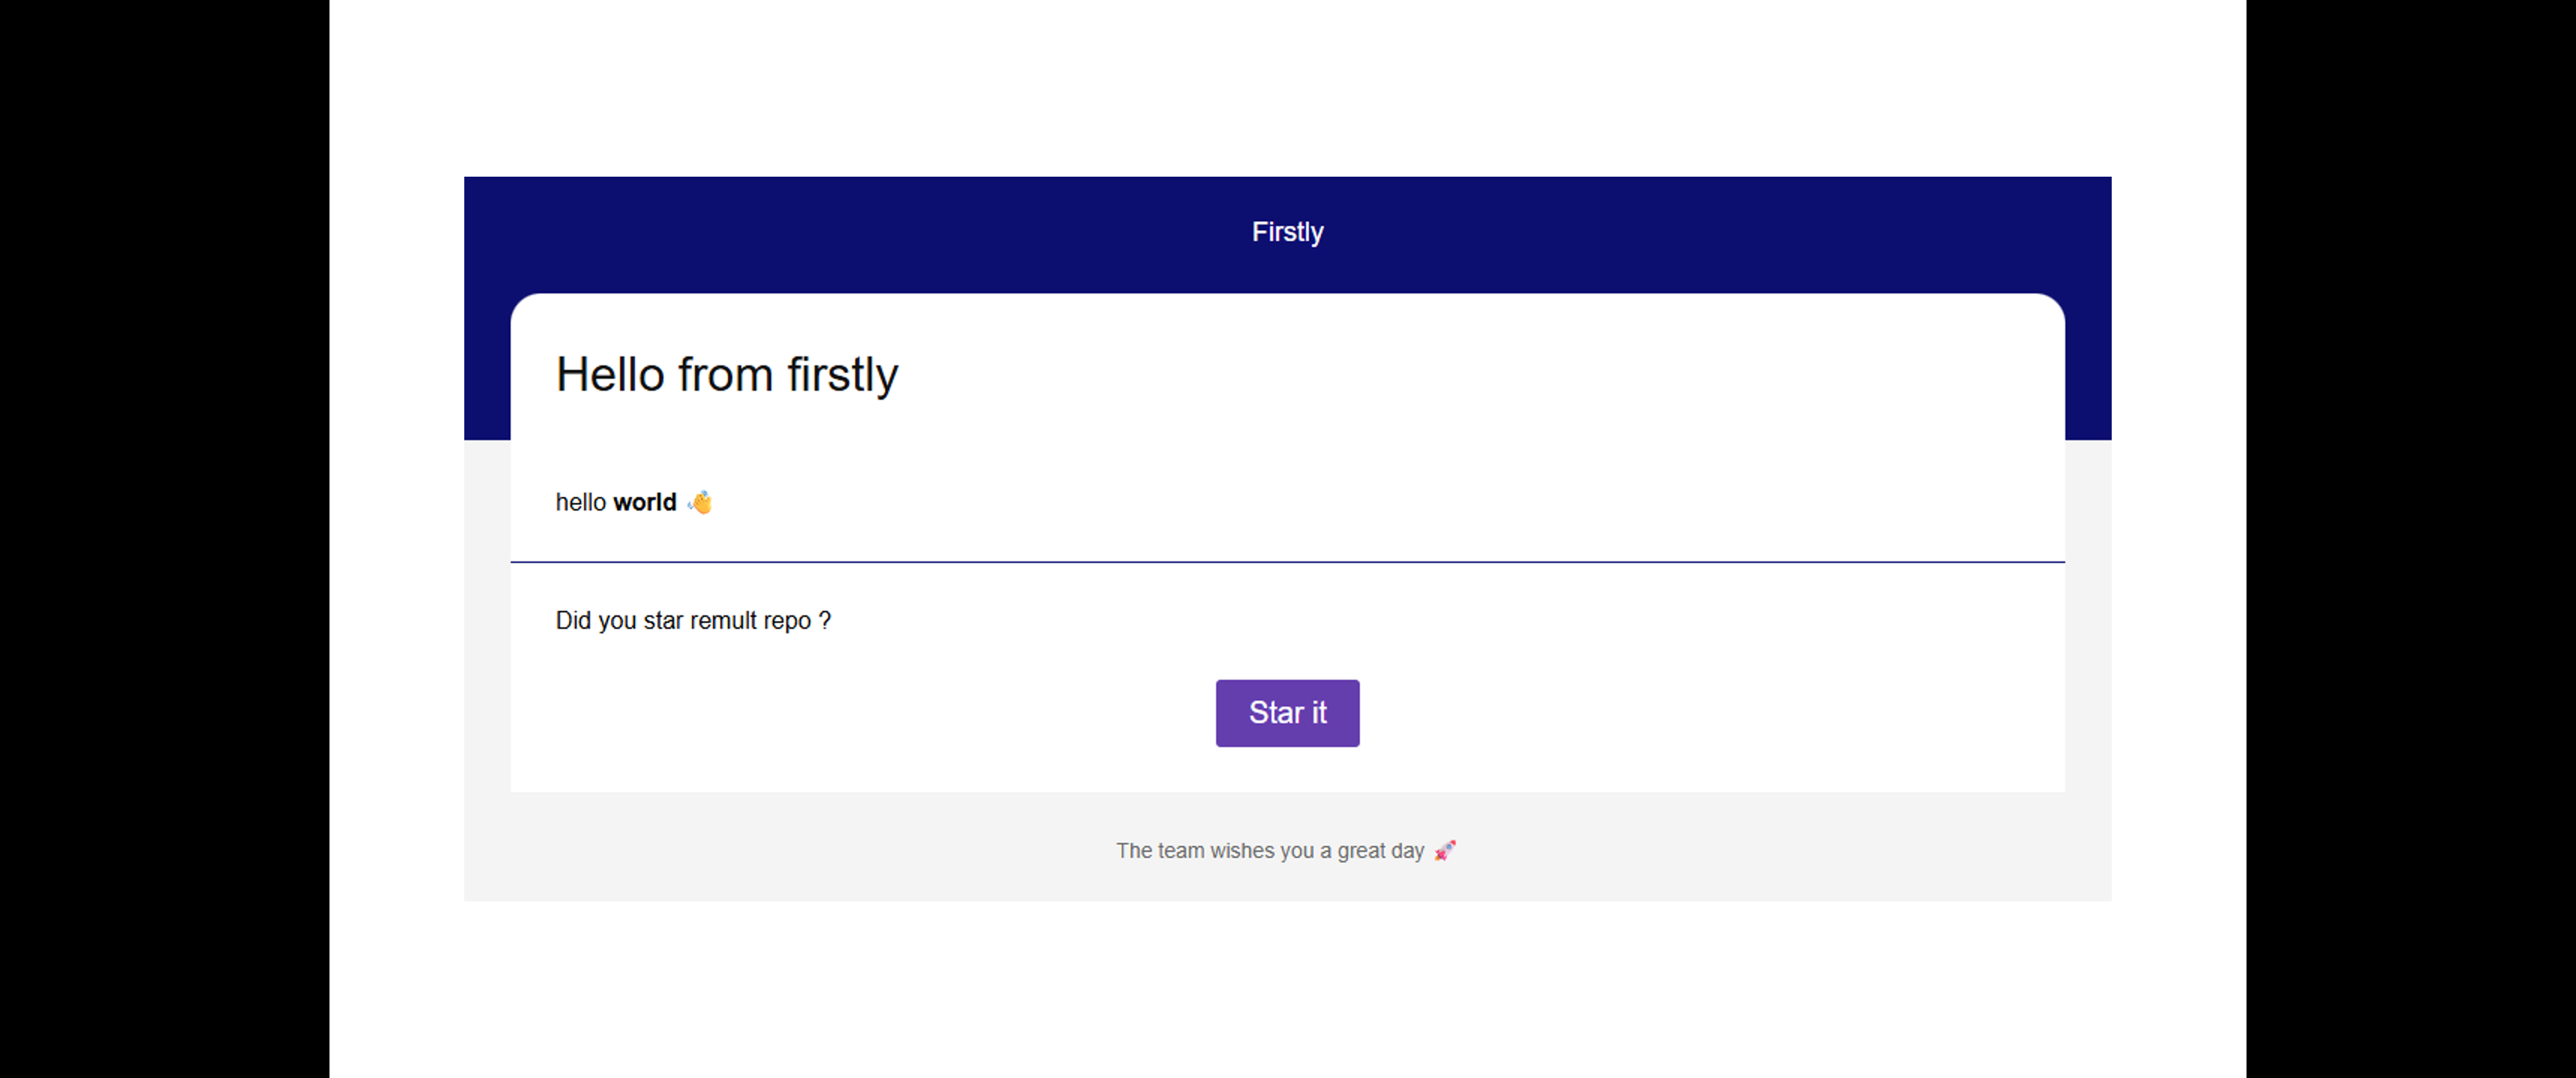 Firstly
Hello from firstly
hello world 👋
Did you star remult repo ?
Star it
The team wishes you a great day 🚀